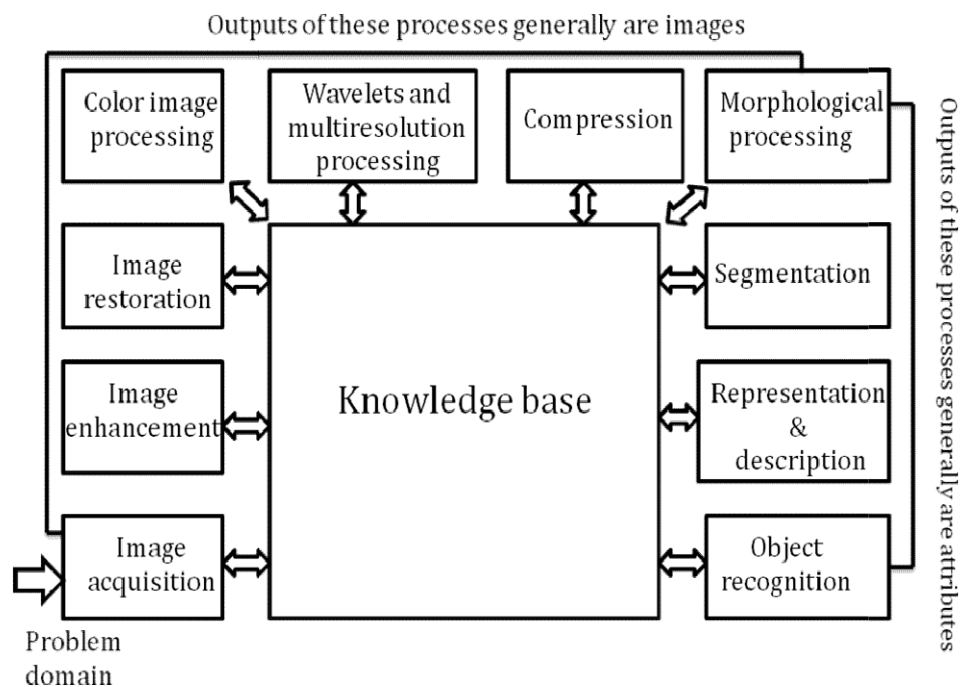 Outputs of these processes generally are images
Color image
processing
Wavelets and
multiresolution
processing
Compression
Morphological
processing
Image
restoration
Segmentation
Image
enhancement
Knowledge base
Representation
&
description
Image
acquisition
Object
recognition
Problem
domain
Outputs of these processes generally are attributes